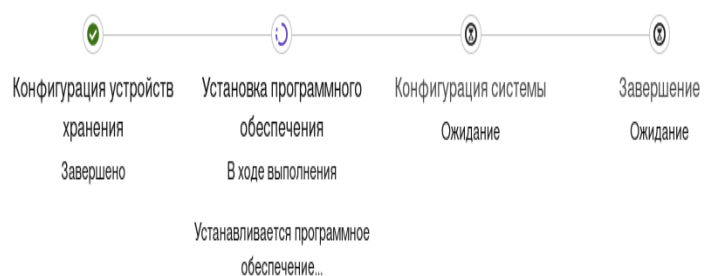 Конфигурация устройств
хранения
Завершено
Установка программного
обеспечения
В ходе выполнения
Устанавливается программное
обеспечение...
Конфигурация системы
Ожидание
Завершение
Ожидание